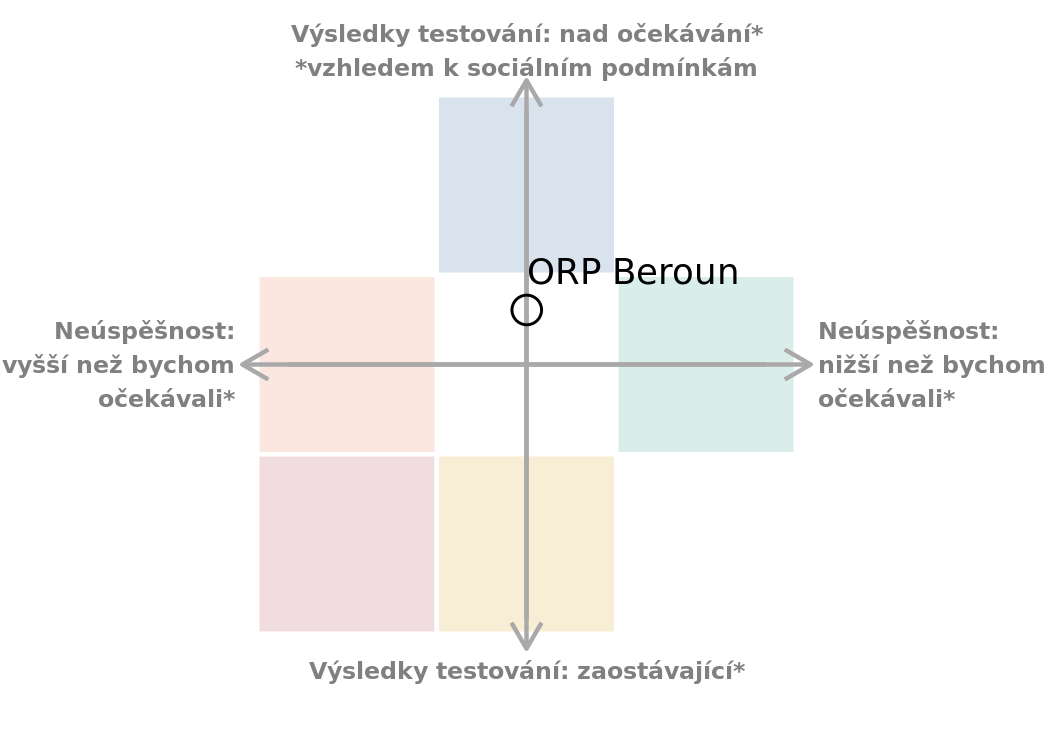 Výsledky testování: nad očekávání*
*vzhledem k sociálním podmínkám
ORP Beroun
Neúspěšnost:
vyšší než bychom
očekávali*
Neúspěšnost:
nižší než bychom
očekávali*
Výsledky testování: zaostávající*